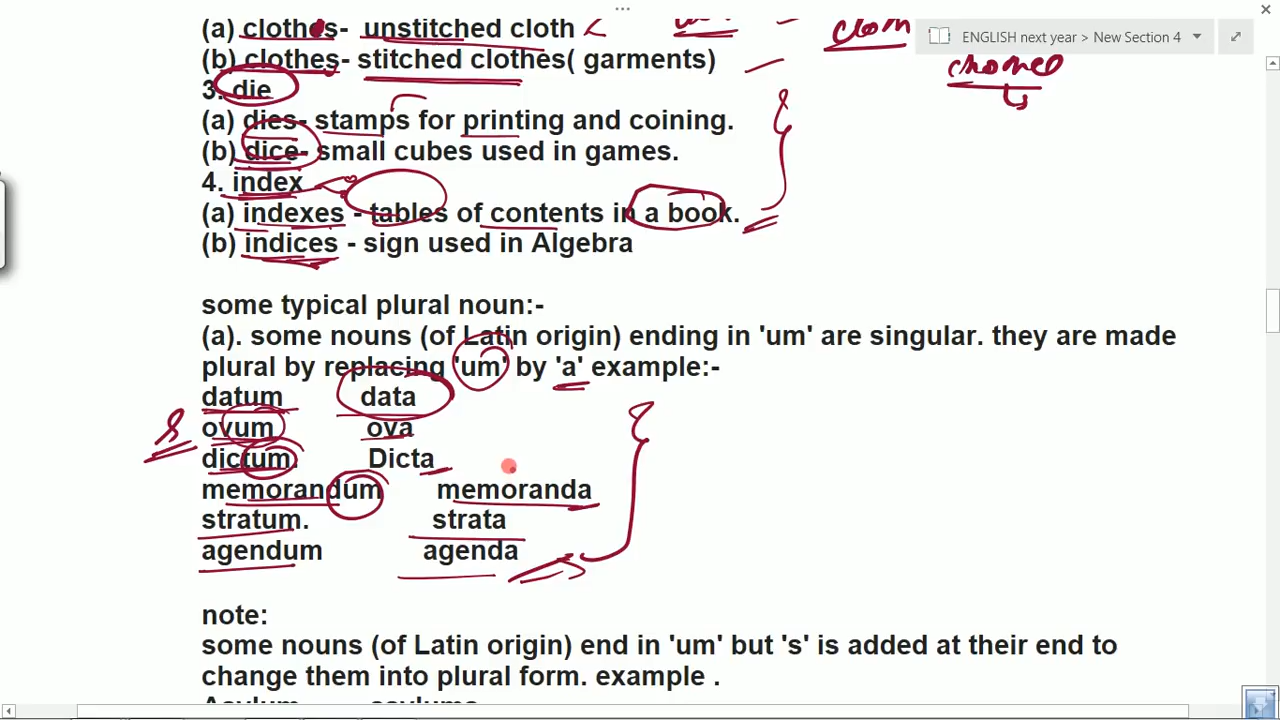 ENGLISH next year > New Section 4
cloth
(a) cloths- unstitched cloth
(b) clothes- stitched clothes( garments)
3. die
(a) dies- stamps for printing and coining.
(b) dice- small cubes used in games.
4. index
(a) indexes - tables of contents in a book.
(b) indices - sign used in Algebra
some typical plural noun:-
(a). some nouns (of Latin origin) ending in 'um' are singular. they are made
plural by replacing 'um' by 'a' example:-
datum data
ovum ova
dictum. Dicta
memorandum memoranda
stratum. strata
agendum agenda
note:
some nouns (of Latin origin) end in 'um' but 's' is added at their end to
change them into plural form. example .
Asylum asylums